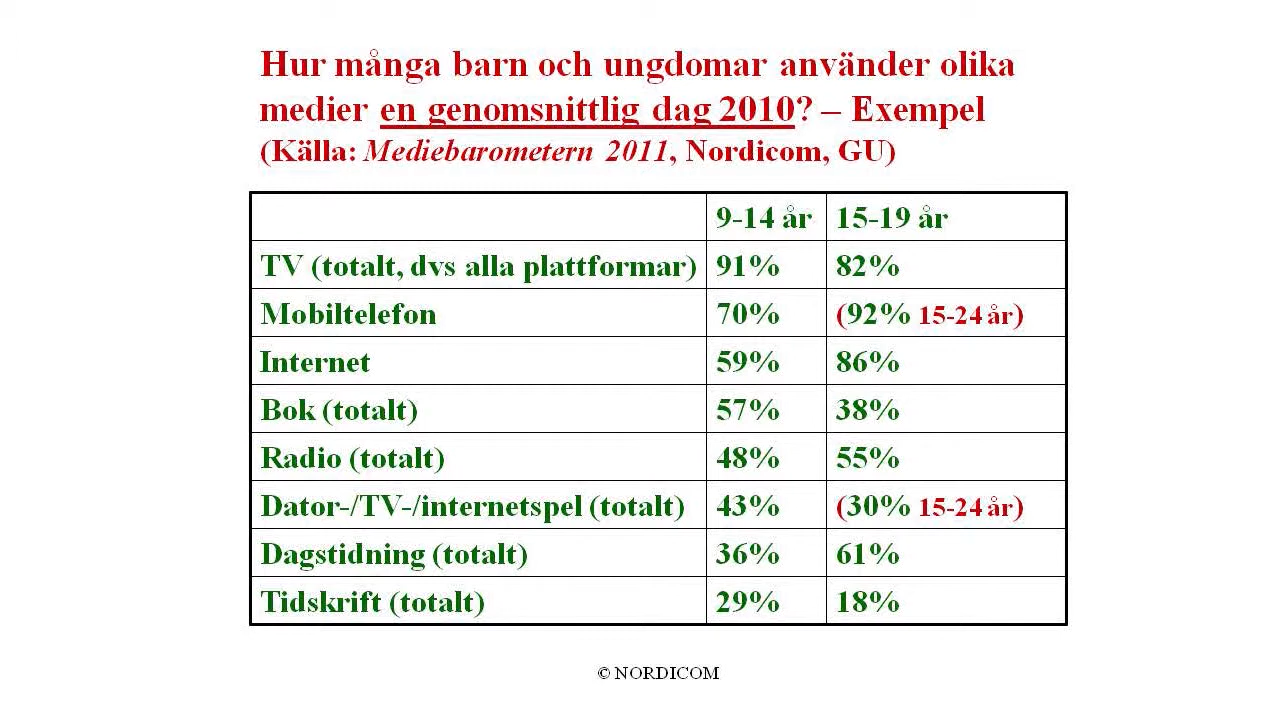 Hur många barn och ungdomar använder olika
medier en genomsnittlig dag 2010? – Exempel
(Källa: Mediebarometern 2011, Nordicom, GU)
9-14 år 15-19 år
TV (totalt, dvs alla plattformar) 91% 82%
Mobiltelefon 70% (92% 15-24 år)
Internet 59% 86%
Bok (totalt) 57% 38%
Radio (totalt) 48% 55%
Dator-/TV-/internetspel (totalt) 43% (30% 15-24 år)
Dagstidning (totalt) 36% 61%
Tidskrift (totalt) 29% 18%
© NORDICOM